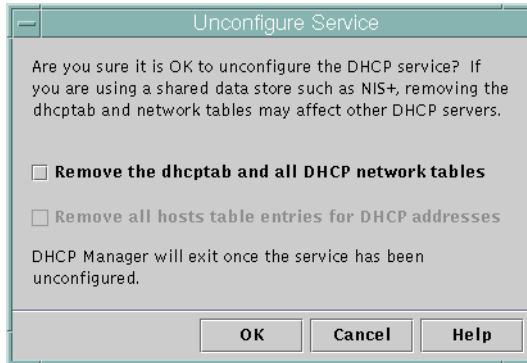 Unconfigure Service
Are you sure it is OK to unconfigure the DHCP service? If
you are using a shared data store such as NIS+, removing the
dhcptab and network tables may affect other DHCP servers.
Remove the dhcptab and all DHCP network tables
Remove all hosts table entries for DHCP addresses
DHCP Manager will exit once the service has been
unconfigured.
OK Cancel Help